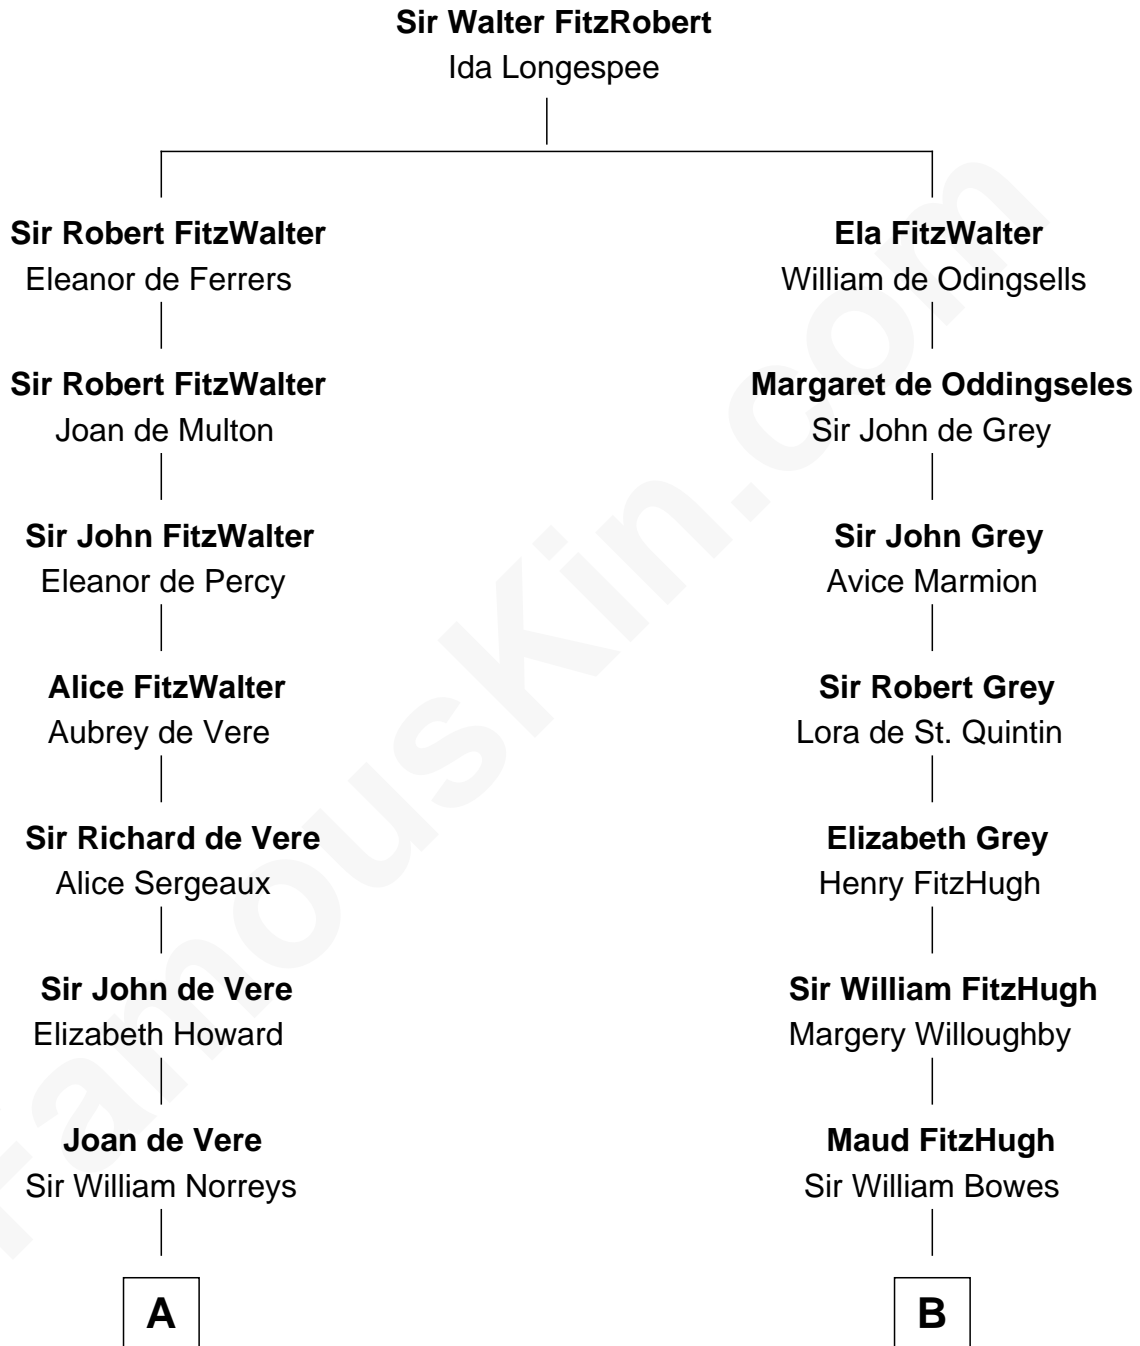 Sir Walter FitzRobert
Ida Longespee
Sir Robert FitzWalter
Eleanor de Ferrers
Sir Robert FitzWalter
Joan de Multon
Sir John FitzWalter
Eleanor de Percy
Alice FitzWalter
Aubrey de Vere
Sir Richard de Vere
Alice Sergeaux
Sir John de Vere
Elizabeth Howard
Joan de Vere
Sir William Norreys
A
Ela FitzWalter
William de Odingsells
Margaret de Oddingseles
Sir John de Grey
Sir John Grey
Avice Marmion
Sir Robert Grey
Lora de St. Quintin
Elizabeth Grey
Henry FitzHugh
Sir William FitzHugh
Margery Willoughby
Maud FitzHugh
Sir William Bowes
B
FamousKin.com